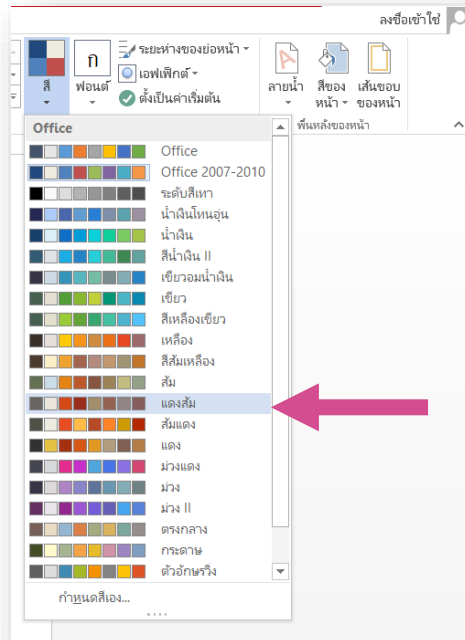 ลงชื่อเข้าใช้
ก
ระยะห่างของย่อหน้า
เอฟเฟ็กต์
ตั้งเป็นค่าเริ่มต้น
สี
ฟอนต์
ลายน้ำ
สีของหน้า
เส้นขอบของหน้า
พื้นหลังของหน้า
Office
Office
Office 2007-2010
ระดับสีเทา
น้ำเงินโทนอุ่น
น้ำเงิน
สีน้ำเงิน II
เขียวอมน้ำเงิน
เขียว
สีเหลืองเขียว
เหลือง
สีส้มเหลือง
ส้ม
แดงส้ม
ส้มแดง
แดง
ม่วงแดง
ม่วง
ม่วง II
ตรงกลาง
กระดาษ
ตัวอักษรวิ่ง
กำหนดสีเอง...